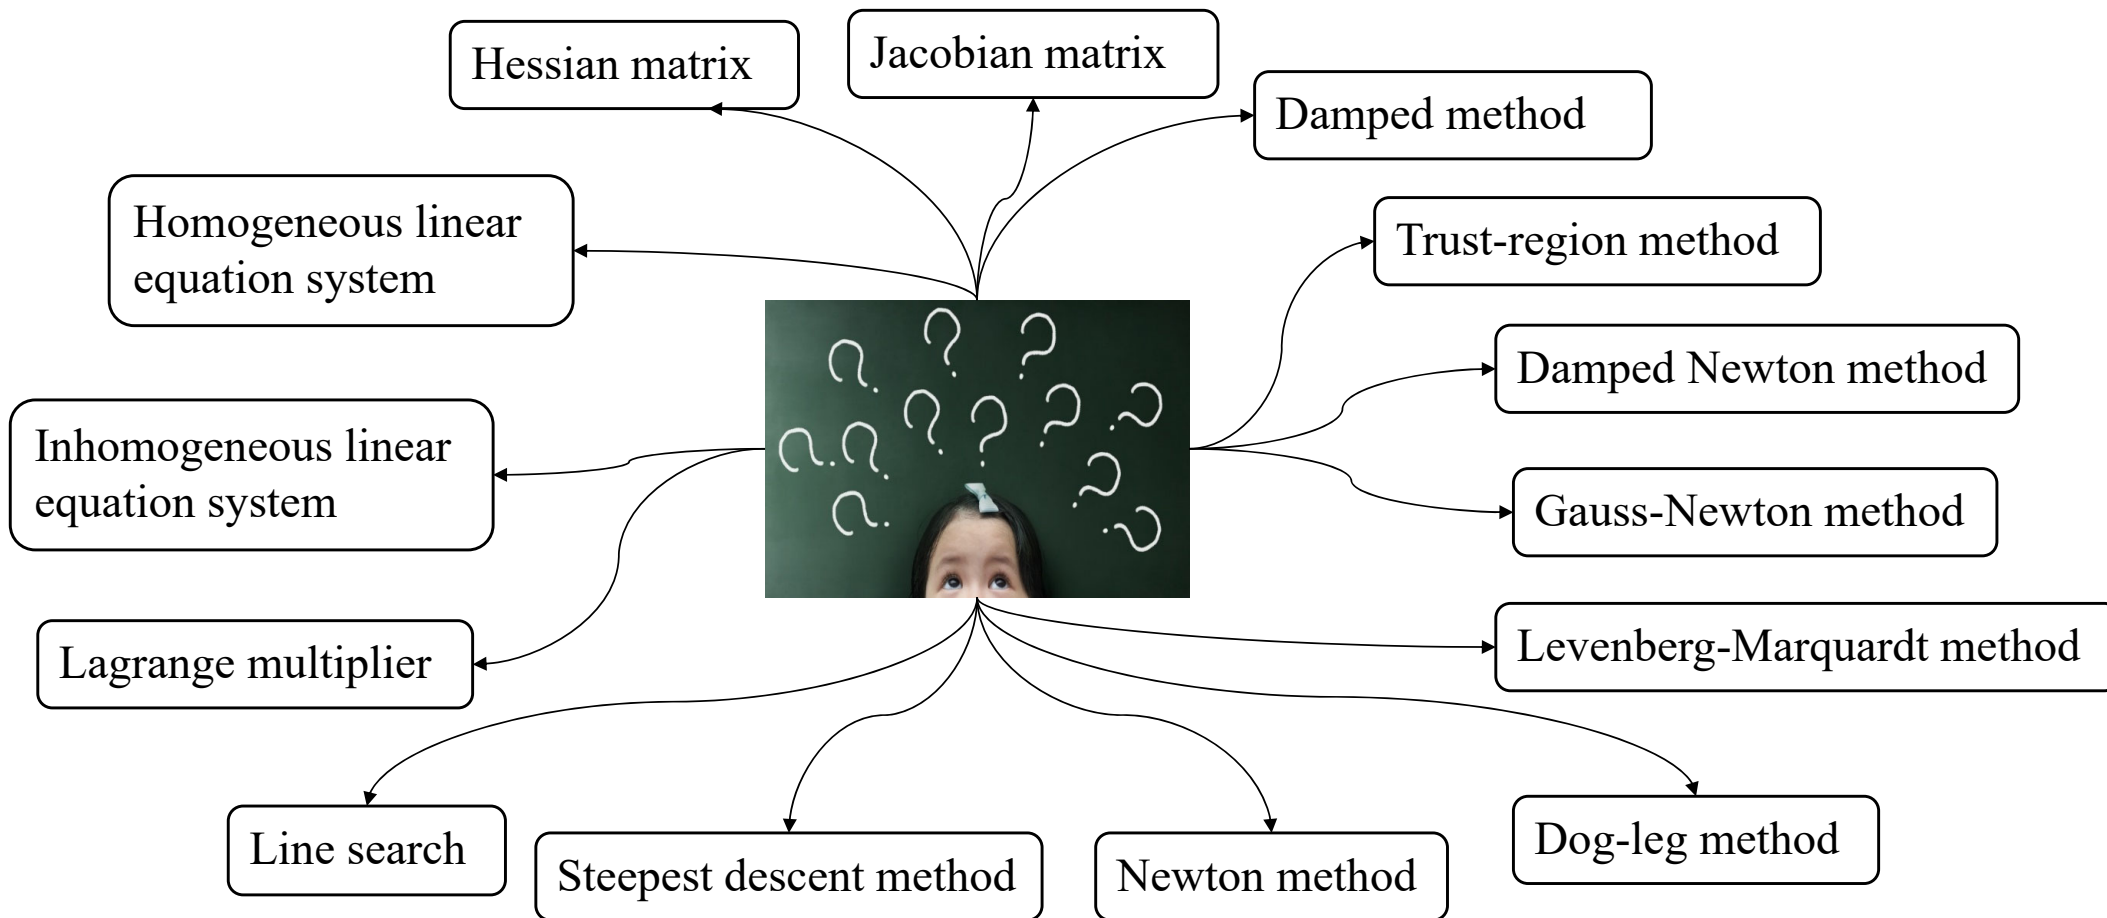 Hessian matrix
Jacobian matrix
Damped method
Homogeneous linear
equation system
Trust-region method
Damped Newton method
Inhomogeneous linear
equation system
Gauss-Newton method
Lagrange multiplier
Levenberg-Marquardt method
Line search
Steepest descent method
Newton method
Dog-leg method